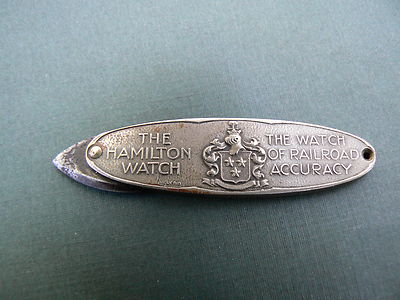 THE
HAMILTON
WATCH
THE WATCH
OF RAILROAD
ACCURACY